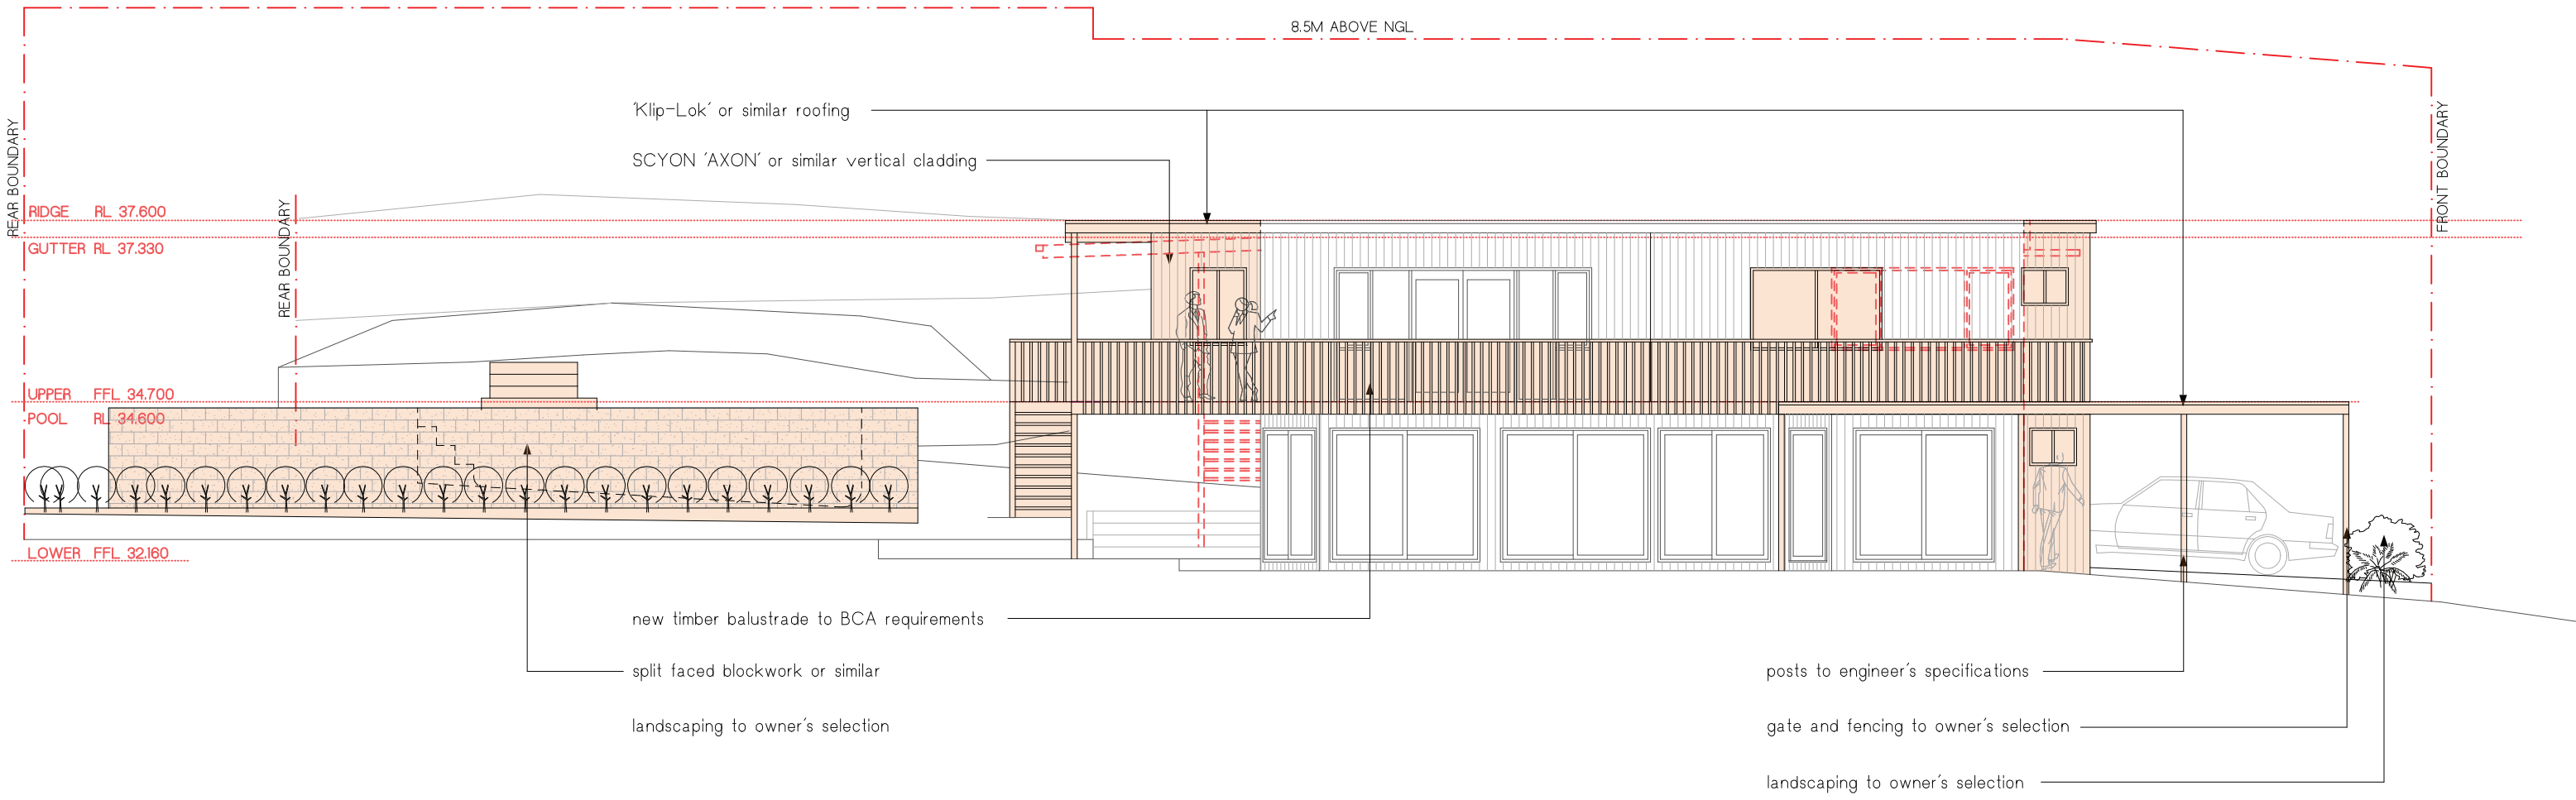 8.5M ABOVE NGL
'Klip-Lok' or similar roofing
SCYON 'AXON' or similar vertical cladding
REAR BOUNDARY
RIDGE RL 37.600
GUTTER RL 37.330
REAR BOUNDARY
FRONT BOUNDARY
UPPER FFL 34.700
POOL RL 34.600
LOWER FFL 32.160
new timber balustrade to BCA requirements
split faced blockwork or similar
landscaping to owner's selection
posts to engineer's specifications
gate and fencing to owner's selection
landscaping to owner's selection